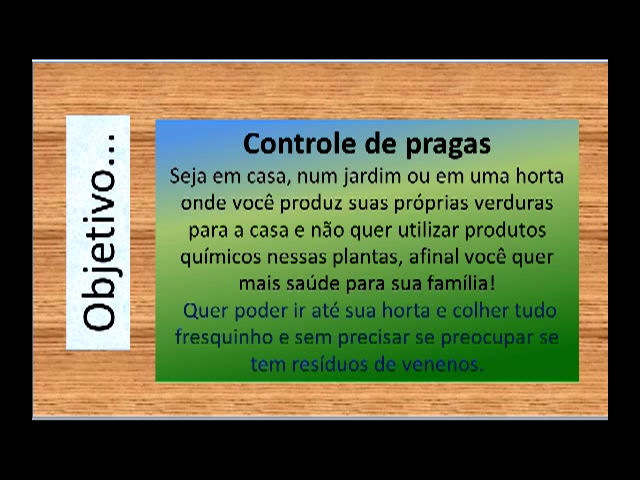 Objetivo...
Controle de pragas
Seja em casa, num jardim ou em uma horta
onde você produz suas próprias verduras
para a casa e não quer utilizar produtos
químicos nessas plantas, afinal você quer
mais saúde para sua família!
Quer poder ir até sua horta e colher tudo
fresquinho e sem precisar se preocupar se
tem resíduos de venenos.